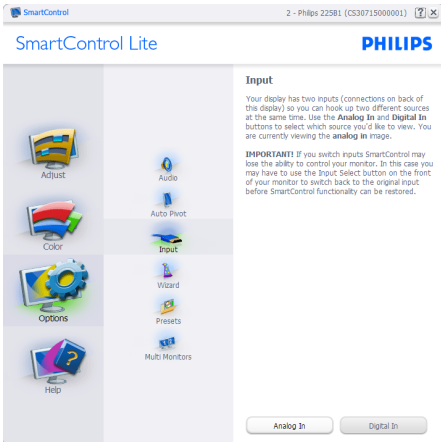 SmartControl
2 - Philips 225B1 (CS30715000001)
?
X
SmartControl Lite
PHILIPS
Adjust
Color
Options
Help
Audio
Auto Pivot
Input
Wizard
Presets
Multi Monitors
Input
Your display has two inputs (connections on back of
this display) so you can hook up two different sources
at the same time. Use the Analog In and Digital In
buttons to select which source you'd like to view. You
are currently viewing the analog in image.
IMPORTANT! If you switch inputs SmartControl may
lose the ability to control your monitor. In this case you
may have to use the Input Select button on the front
of your monitor to switch back to the original input
before SmartControl functionality can be restored.
Analog In
Digital In